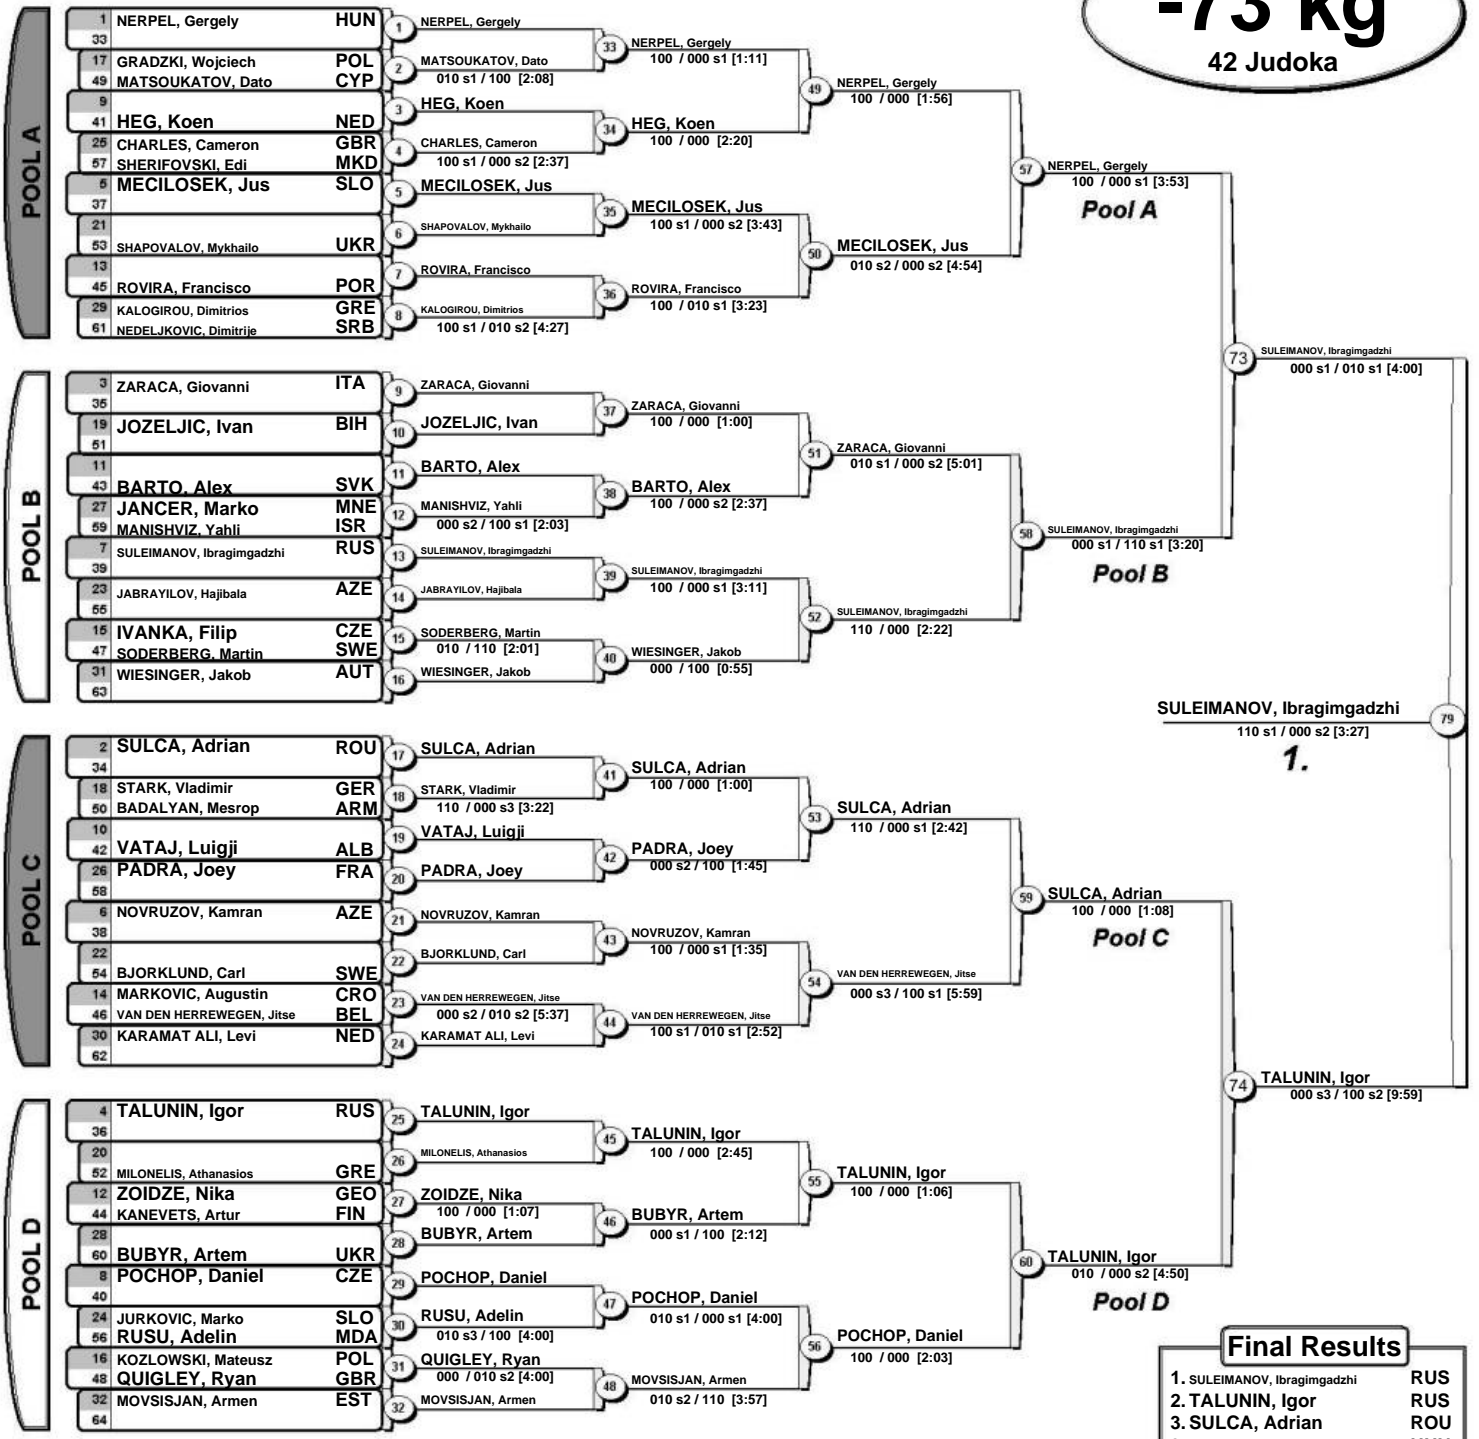 -73 kg
42 Judoka
POOL A
1 NERPEL, Gergely HUN
33
17 GRADZKI, Wojciech POL
49 MATSOUKATOV, Dato CYP
9
41 HEG, Koen NED
25 CHARLES, Cameron GBR
57 SHERIFOVSKI, Edi MKD
5 MECILOSEK, Jus SLO
37
21
53 SHAPOVALOV, Mykhailo UKR
13
45 ROVIRA, Francisco POR
29 KALOGIROU, Dimitrios GRE
61 NEDELJKOVIC, Dimitrije SRB
1 NERPEL, Gergely
2 MATSOUKATOV, Dato
010 s1 / 100 [2:08]
3 HEG, Koen
4 CHARLES, Cameron
100 s1 / 000 s2 [2:37]
5 MECILOSEK, Jus
6 SHAPOVALOV, Mykhailo
7 ROVIRA, Francisco
8 KALOGIROU, Dimitrios
100 s1 / 010 s2 [4:27]
33 NERPEL, Gergely
100 / 000 s1 [1:11]
34 HEG, Koen
100 / 000 [2:20]
35 MECILOSEK, Jus
100 s1 / 000 s2 [3:43]
36 ROVIRA, Francisco
100 / 010 s1 [3:23]
49 NERPEL, Gergely
100 / 000 [1:56]
50 MECILOSEK, Jus
010 s2 / 000 s2 [4:54]
57 NERPEL, Gergely
100 / 000 s1 [3:53]
Pool A
POOL B
3 ZARACA, Giovanni ITA
35
19 JOZELJIC, Ivan BIH
51
11
43 BARTO, Alex SVK
27 JANCER, Marko MNE
59 MANISHVIZ, Yahli ISR
7 SULEIMANOV, Ibragimgadzhi RUS
39
23 JABRAYILOV, Hajibala AZE
55
15 IVANKA, Filip CZE
47 SODERBERG, Martin SWE
31 WIESINGER, Jakob AUT
63
9 ZARACA, Giovanni
10 JOZELJIC, Ivan
11 BARTO, Alex
12 MANISHVIZ, Yahli
000 s2 / 100 s1 [2:03]
13 SULEIMANOV, Ibragimgadzhi
14 JABRAYILOV, Hajibala
15 SODERBERG, Martin
010 / 110 [2:01]
16 WIESINGER, Jakob
37 ZARACA, Giovanni
100 / 000 [1:00]
38 BARTO, Alex
100 / 000 s2 [2:37]
39 SULEIMANOV, Ibragimgadzhi
100 / 000 s1 [3:11]
40 WIESINGER, Jakob
000 / 100 [0:55]
51 ZARACA, Giovanni
010 s1 / 000 s2 [5:01]
52 SULEIMANOV, Ibragimgadzhi
110 / 000 [2:22]
58 SULEIMANOV, Ibragimgadzhi
000 s1 / 110 s1 [3:20]
Pool B
73 SULEIMANOV, Ibragimgadzhi
000 s1 / 010 s1 [4:00]
SULEIMANOV, Ibragimgadzhi 79
110 s1 / 000 s2 [3:27]
1.
POOL C
2 SULCA, Adrian ROU
34
18 STARK, Vladimir GER
50 BADALYAN, Mesrop ARM
10
42 VATAJ, Luigji ALB
26 PADRA, Joey FRA
58
6 NOVRUZOV, Kamran AZE
38
22
54 BJORKLUND, Carl SWE
14 MARKOVIC, Augustin CRO
46 VAN DEN HERREWEGEN, Jitse BEL
30 KARAMAT ALI, Levi NED
62
17 SULCA, Adrian
18 STARK, Vladimir
110 / 000 s3 [3:22]
19 VATAJ, Luigji
20 PADRA, Joey
21 NOVRUZOV, Kamran
22 BJORKLUND, Carl
23 VAN DEN HERREWEGEN, Jitse
000 s2 / 010 s2 [5:37]
24 KARAMAT ALI, Levi
41 SULCA, Adrian
100 / 000 [1:00]
42 PADRA, Joey
000 s2 / 100 [1:45]
43 NOVRUZOV, Kamran
100 / 000 s1 [1:35]
44 VAN DEN HERREWEGEN, Jitse
100 s1 / 010 s1 [2:52]
53 SULCA, Adrian
110 / 000 s1 [2:42]
54 VAN DEN HERREWEGEN, Jitse
000 s3 / 100 s1 [5:59]
59 SULCA, Adrian
100 / 000 [1:08]
Pool C
POOL D
4 TALUNIN, Igor RUS
36
20
52 MILONELIS, Athanasios GRE
12 ZOIDZE, Nika GEO
44 KANEVETS, Artur FIN
28
60 BUBYR, Artem UKR
8 POCHOP, Daniel CZE
40
24 JURKOVIC, Marko SLO
56 RUSU, Adelin MDA
16 KOZLOWSKI, Mateusz POL
48 QUIGLEY, Ryan GBR
32 MOVSISJAN, Armen EST
64
25 TALUNIN, Igor
26 MILONELIS, Athanasios
27 ZOIDZE, Nika
100 / 000 [1:07]
28 BUBYR, Artem
29 POCHOP, Daniel
30 RUSU, Adelin
010 s3 / 100 [4:00]
31 QUIGLEY, Ryan
000 / 010 s2 [4:00]
32 MOVSISJAN, Armen
45 TALUNIN, Igor
100 / 000 [2:45]
46 BUBYR, Artem
000 s1 / 100 [2:12]
47 POCHOP, Daniel
010 s1 / 000 s1 [4:00]
48 MOVSISJAN, Armen
010 s2 / 110 [3:57]
55 TALUNIN, Igor
100 / 000 [1:06]
56 POCHOP, Daniel
100 / 000 [2:03]
60 TALUNIN, Igor
010 / 000 s2 [4:50]
Pool D
74 TALUNIN, Igor
000 s3 / 100 s2 [9:59]
Final Results
1. SULEIMANOV, Ibragimgadzhi RUS
2. TALUNIN, Igor RUS
3. SULCA, Adrian ROU